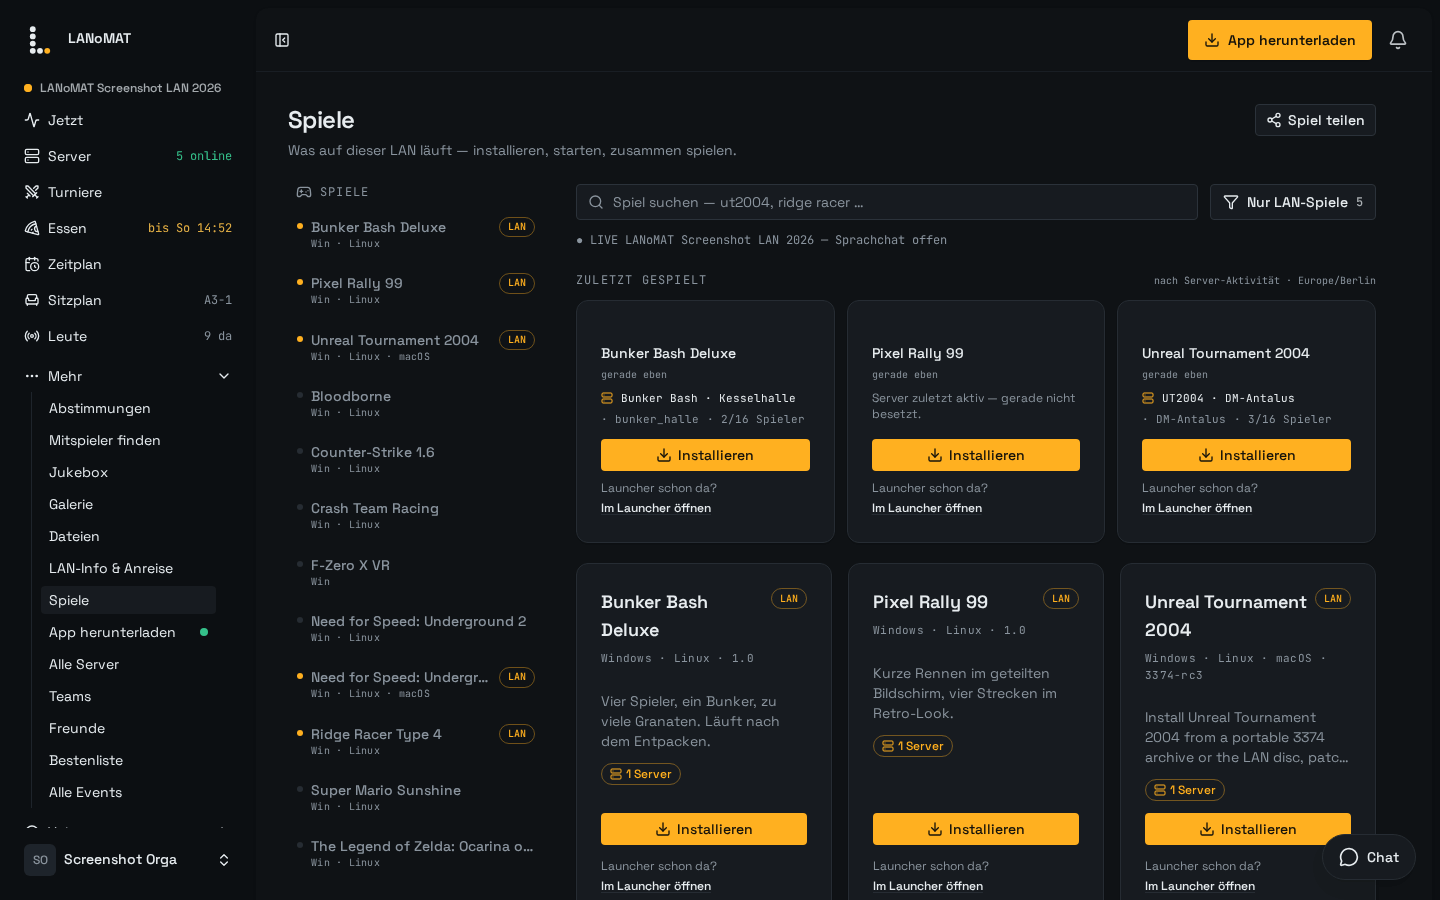 LANoMAT
LANoMAT Screenshot LAN 2026
Jetzt
Server 5 online
Turniere
Essen bis So 14:52
Zeitplan
Sitzplan A3-1
Leute 9 da
Mehr
Abstimmungen
Mitspieler finden
Jukebox
Galerie
Dateien
LAN-Info & Anreise
Spiele
App herunterladen
Alle Server
Teams
Freunde
Bestenliste
Alle Events
SO Screenshot Orga
App herunterladen
Spiele
Spiel teilen
Was auf dieser LAN läuft — installieren, starten, zusammen spielen.
SPIELE
Bunker Bash Deluxe LAN
Win · Linux
Pixel Rally 99 LAN
Win · Linux
Unreal Tournament 2004 LAN
Win · Linux · macOS
Bloodborne
Win · Linux
Counter-Strike 1.6
Win · Linux
Crash Team Racing
Win · Linux
F-Zero X VR
Win
Need for Speed: Underground 2
Win · Linux
Need for Speed: Undergr… LAN
Win · Linux · macOS
Ridge Racer Type 4 LAN
Win · Linux
Super Mario Sunshine
Win · Linux
The Legend of Zelda: Ocarina o…
Win · Linux
Spiel suchen — ut2004, ridge racer …
Nur LAN-Spiele 5
● LIVE LANoMAT Screenshot LAN 2026 — Sprachchat offen
ZULETZT GESPIELT
nach Server-Aktivität · Europe/Berlin
Bunker Bash Deluxe
gerade eben
Bunker Bash · Kesselhalle
· bunker_halle · 2/16 Spieler
Installieren
Launcher schon da?
Im Launcher öffnen
Pixel Rally 99
gerade eben
Server zuletzt aktiv — gerade nicht
besetzt.
Installieren
Launcher schon da?
Im Launcher öffnen
Unreal Tournament 2004
gerade eben
UT2004 · DM-Antalus
· DM-Antalus · 3/16 Spieler
Installieren
Launcher schon da?
Im Launcher öffnen
Bunker Bash LAN
Deluxe
Windows · Linux · 1.0
Vier Spieler, ein Bunker, zu
viele Granaten. Läuft nach
dem Entpacken.
1 Server
Installieren
Launcher schon da?
Im Launcher öffnen
Pixel Rally 99 LAN
Windows · Linux · 1.0
Kurze Rennen im geteilten
Bildschirm, vier Strecken im
Retro-Look.
1 Server
Installieren
Launcher schon da?
Im Launcher öffnen
Unreal Tournament LAN
2004
Windows · Linux · macOS ·
3374-rc3
Install Unreal Tournament
2004 from a portable 3374
archive or the LAN disc, patc…
1 Server
Installieren
Launcher schon da?
Im Launcher öffnen
Chat